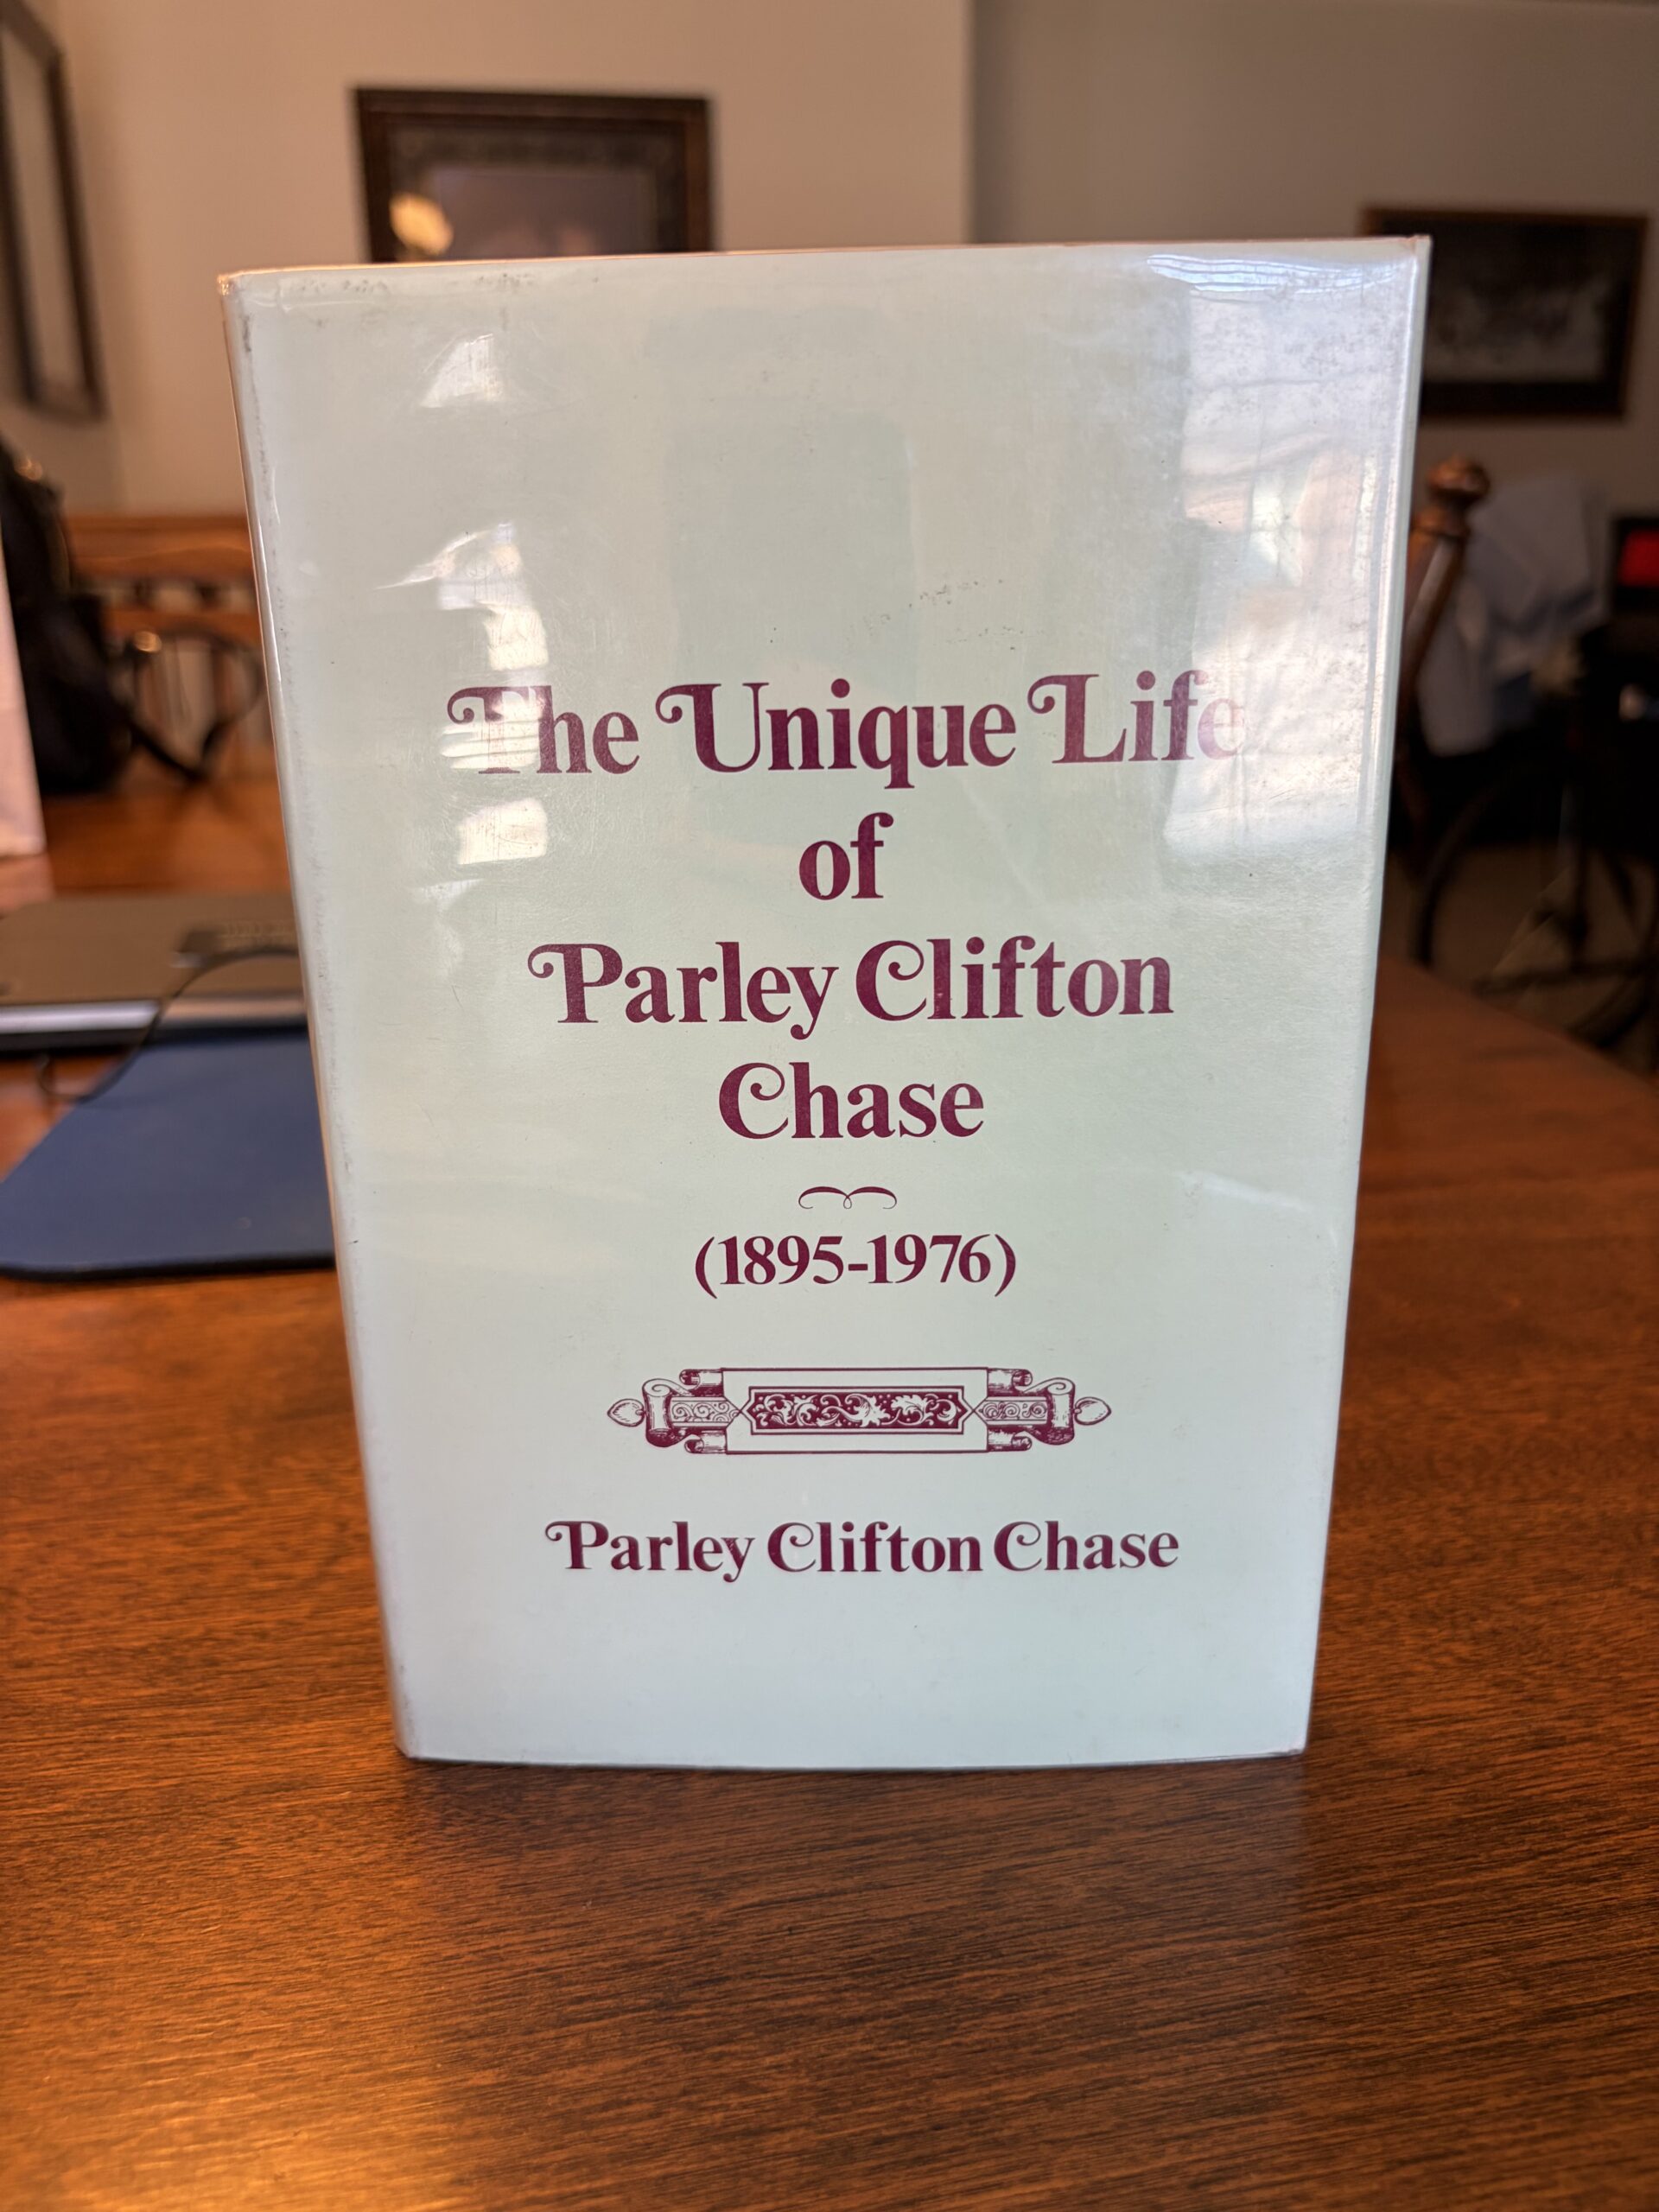 The Unique Life
of
Parley Clifton
Chase
(1895-1976)
Parley Clifton Chase